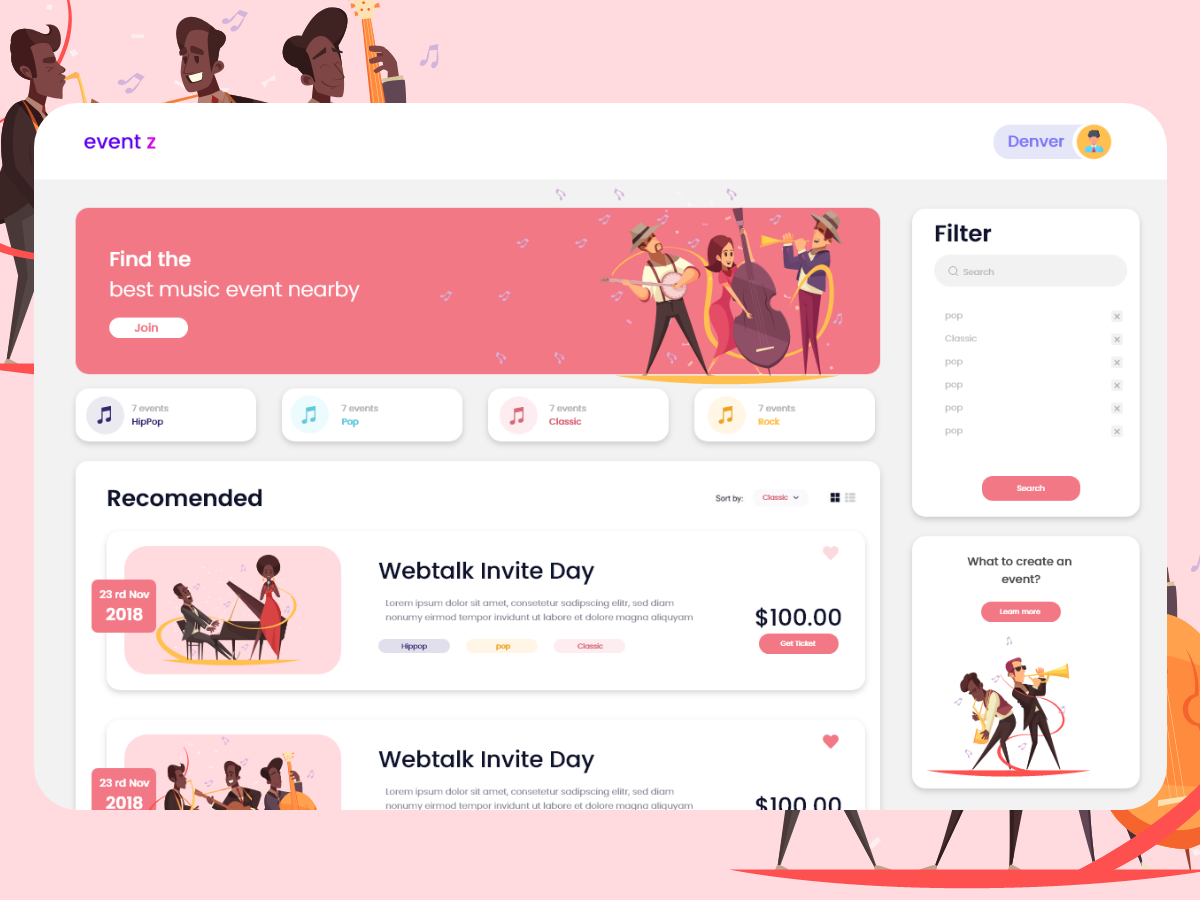 event z
Denver
Find the
best music event nearby
Join
7 events
HipPop
7 events
Pop
7 events
Classic
7 events
Rock
Recomended
Sort by:
Classic
23 rd Nov
2018
Webtalk Invite Day
Lorem ipsum dolor sit amet, consetetur sadipscing elitr, sed diam
nonumy eirmod tempor invidunt ut labore et dolore magna aliquyam
Hippop
pop
Classic
$100.00
Get Ticket
23 rd Nov
2018
Webtalk Invite Day
Lorem ipsum dolor sit amet, consetetur sadipscing elitr, sed diam
nonumy eirmod tempor invidunt ut labore et dolore magna aliquyam
$100.00
Filter
Search
pop
Classic
pop
pop
pop
pop
Search
What to create an
event?
Learn more